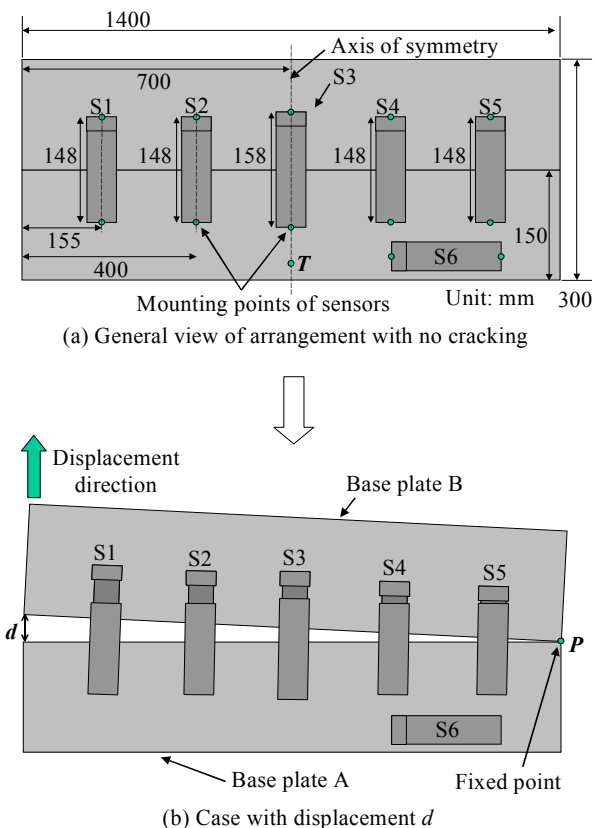 1400
Axis of symmetry
700
S3
S1
S2
S4
S5
148
148
158
148
148
155
150
400
T
S6
Mounting points of sensors
Unit: mm
300
(a) General view of arrangement with no cracking
Displacement
direction
Base plate B
S1
S2
S3
S4
S5
d
P
S6
Base plate A
Fixed point
(b) Case with displacement d